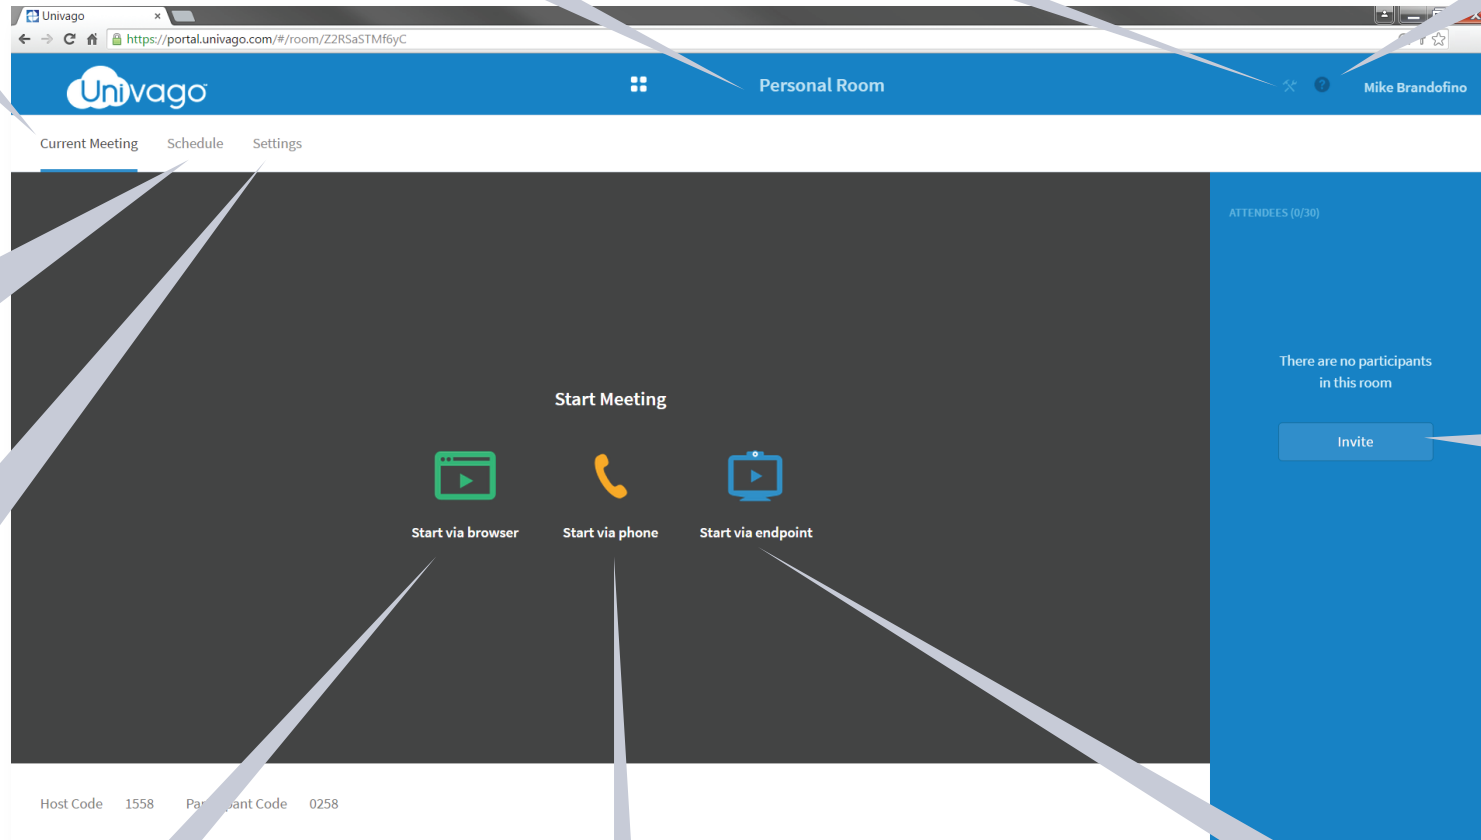 Univago
https://portal.univago.com/#/room/Z2RSaSTMf6yC
Univago
Personal Room
?
Mike Brandofino
Current Meeting
Schedule
Settings
ATTENDEES (0/30)
There are no participants
in this room
Invite
Start Meeting
Start via browser
Start via phone
Start via endpoint
Host Code 1558 Participant Code 0258